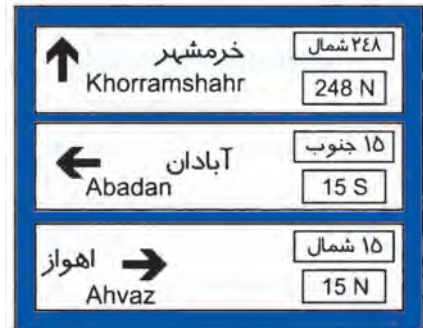 خرمشهر
۲۴۸ شمال
Khorramshahr
248 N
آبادان
۱۵ جنوب
Abadan
15 S
اهواز
۱۵ شمال
Ahvaz
15 N